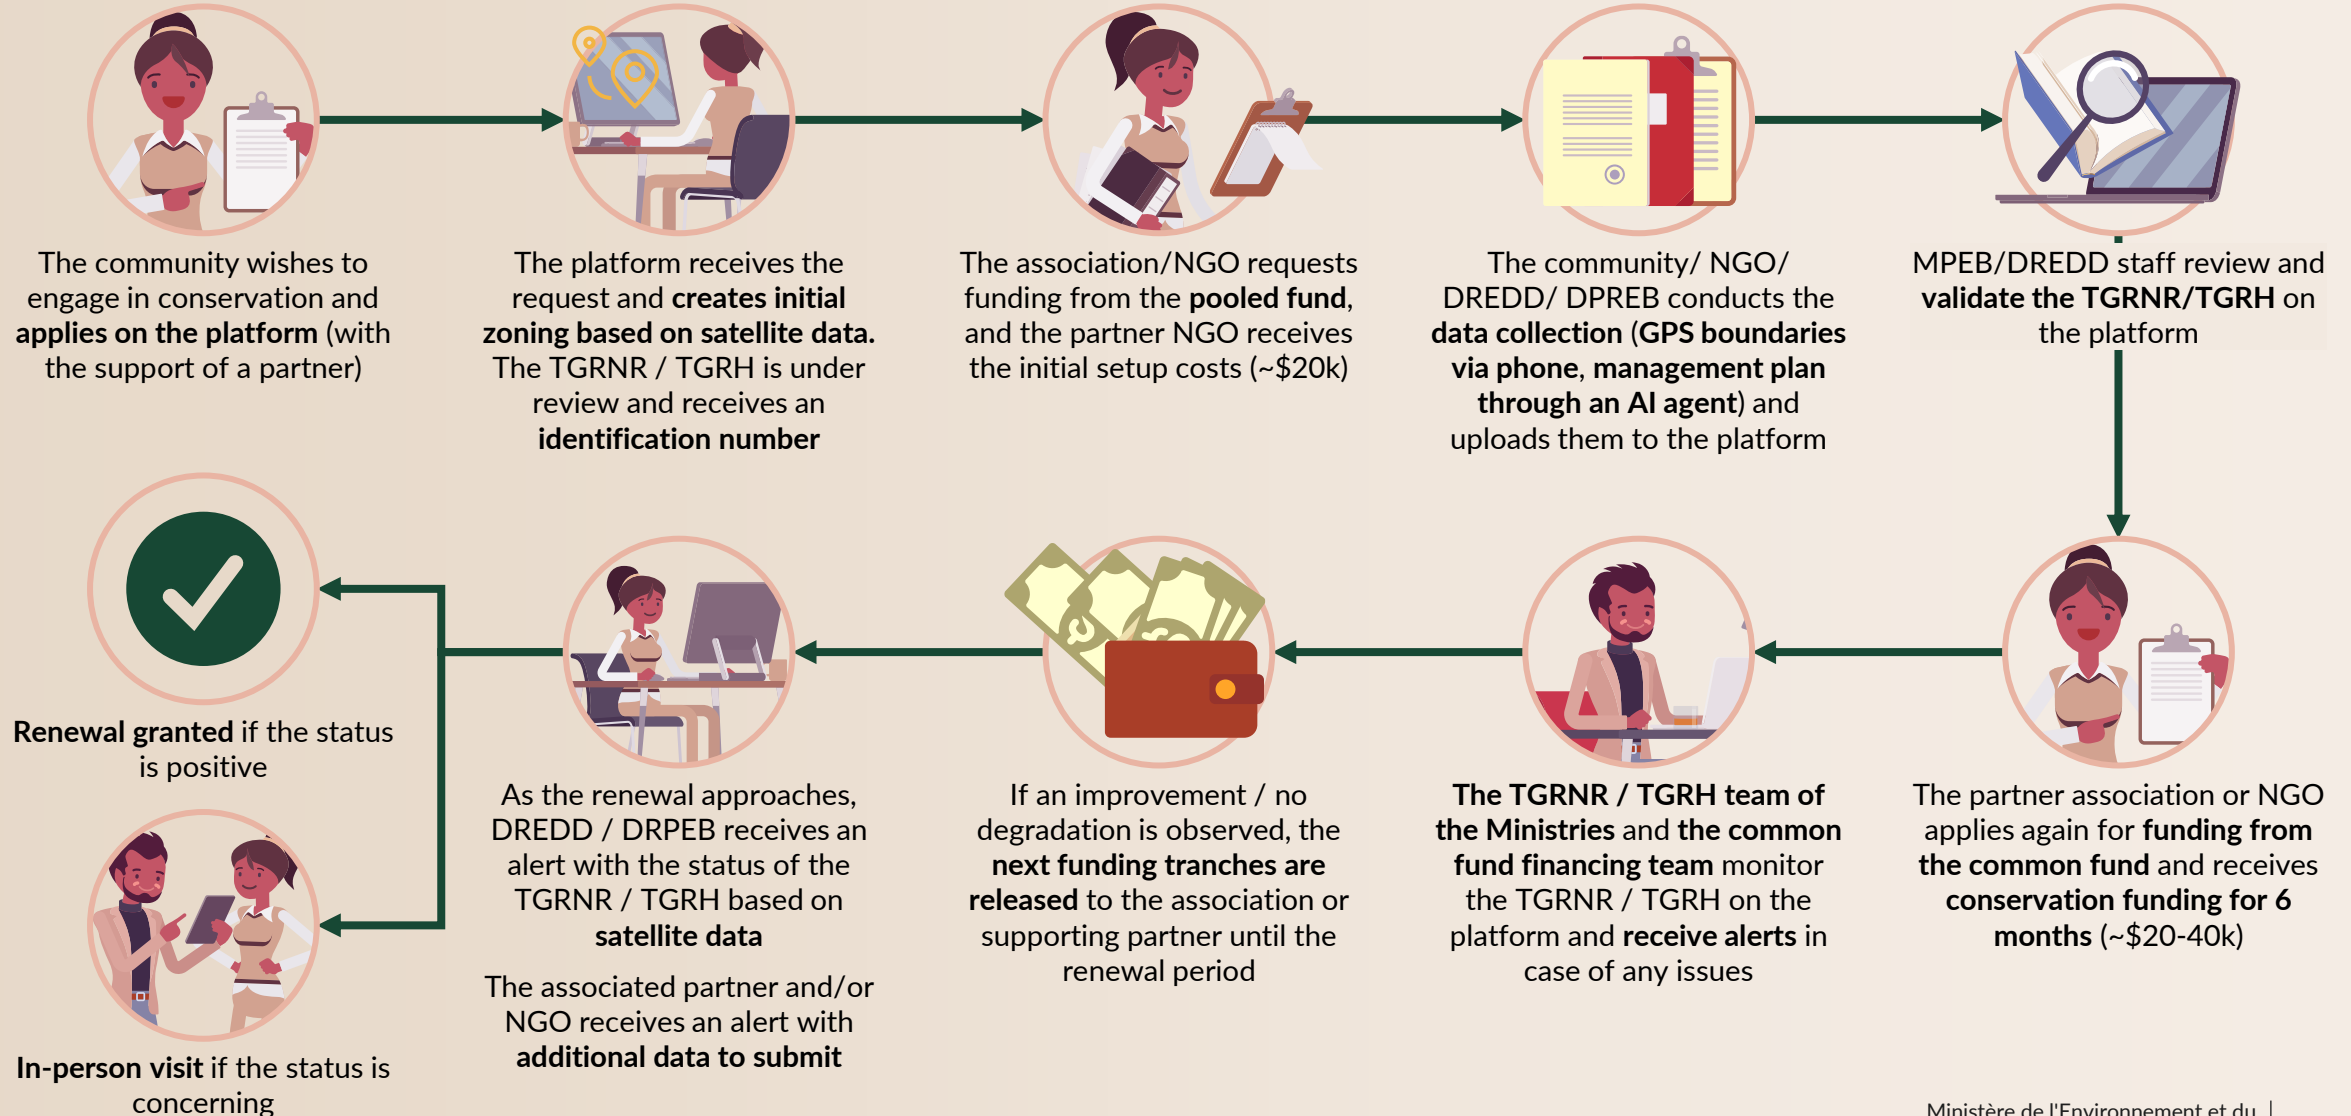 The community wishes to
engage in conservation and
applies on the platform (with
the support of a partner)
The platform receives the
request and creates initial
zoning based on satellite data.
The TGRNR / TGRH is under
review and receives an
identification number
The association/NGO requests
funding from the pooled fund,
and the partner NGO receives
the initial setup costs (~$20k)
The community/ NGO/
DREDD/ DPREB conducts the
data collection (GPS boundaries
via phone, management plan
through an AI agent) and
uploads them to the platform
MPEB/DREDD staff review and
validate the TGRNR/TGRH on
the platform
The partner association or NGO
applies again for funding from
the common fund and receives
conservation funding for 6
months (~$20-40k)
The TGRNR / TGRH team of
the Ministries and the common
fund financing team monitor
the TGRNR / TGRH on the
platform and receive alerts in
case of any issues
If an improvement / no
degradation is observed, the
next funding tranches are
released to the association or
supporting partner until the
renewal period
As the renewal approaches,
DREDD / DRPEB receives an
alert with the status of the
TGRNR / TGRH based on
satellite data
The associated partner and/or
NGO receives an alert with
additional data to submit
Renewal granted if the status
is positive
In-person visit if the status is
concerning
Ministère de l'Environnement et du |